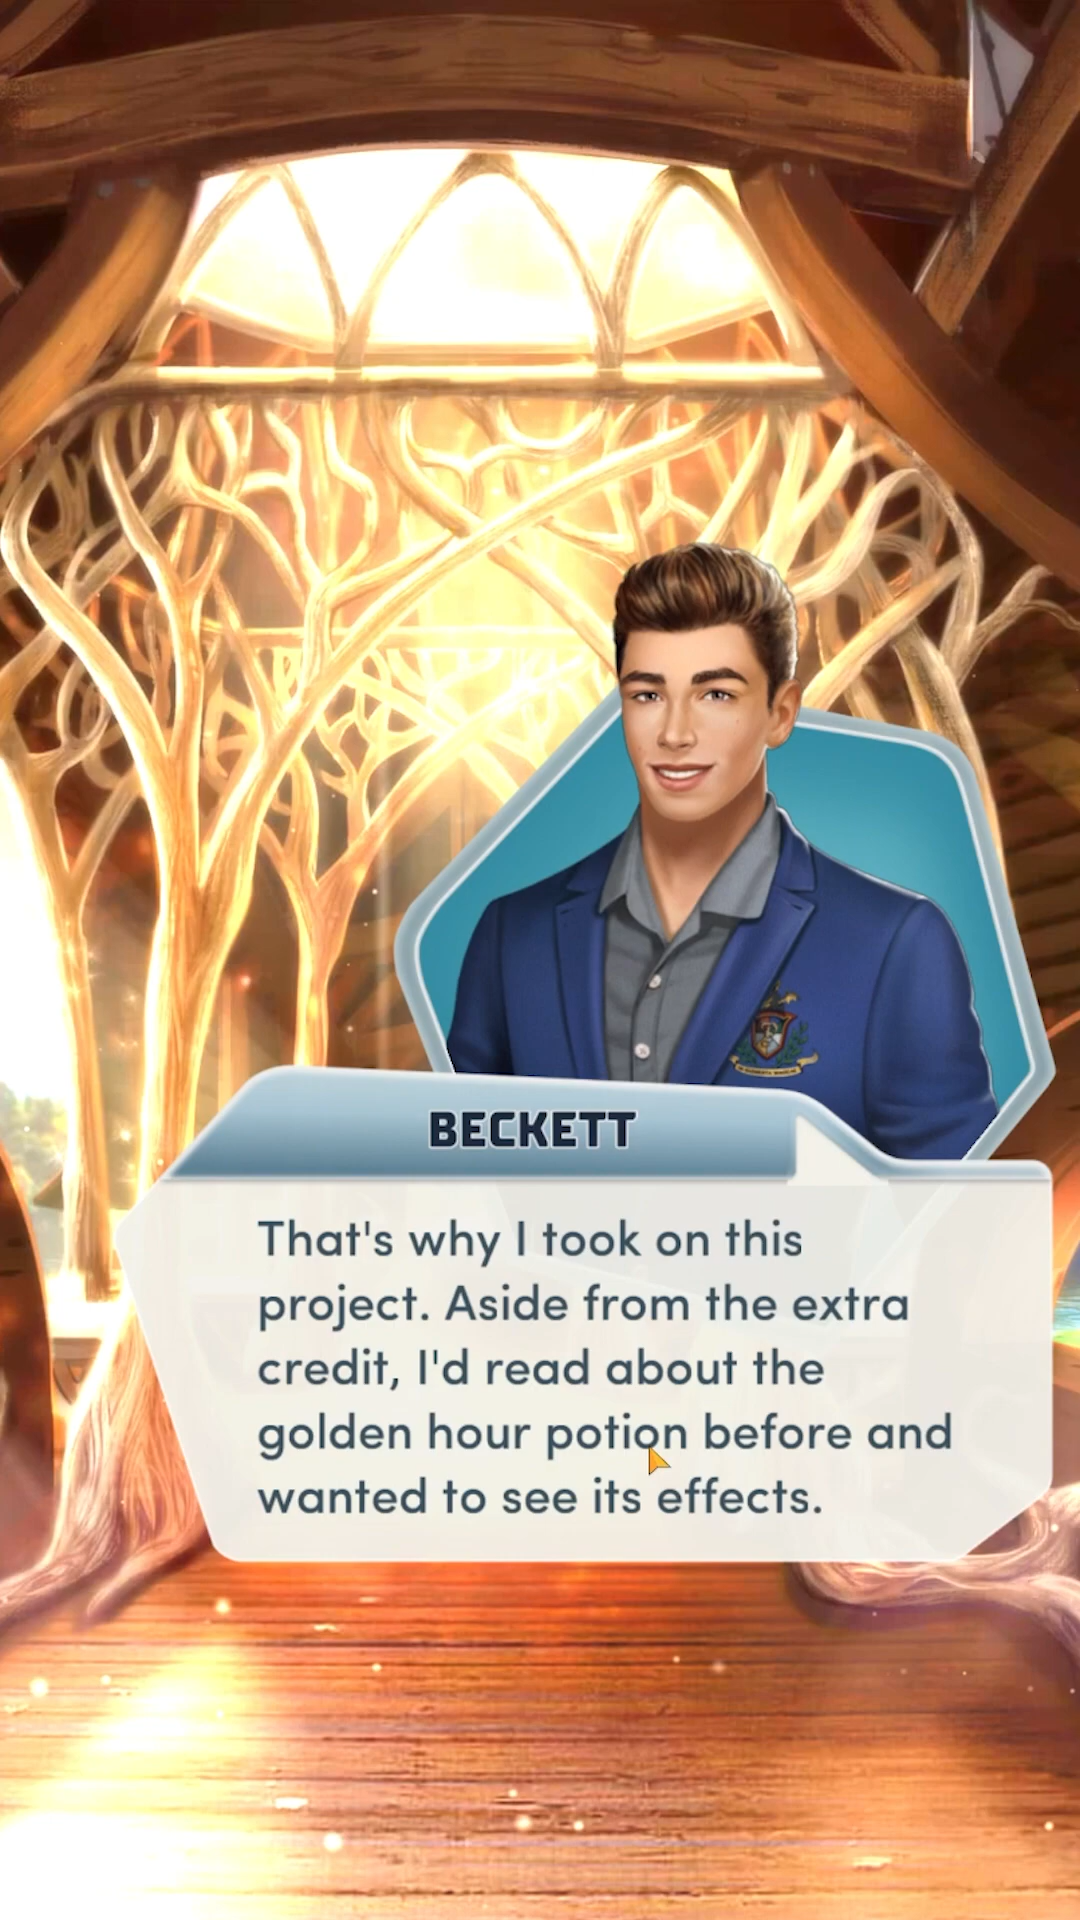 BECKETT
That's why I took on this
project. Aside from the extra
credit, I'd read about the
golden hour potion before and
wanted to see its effects.